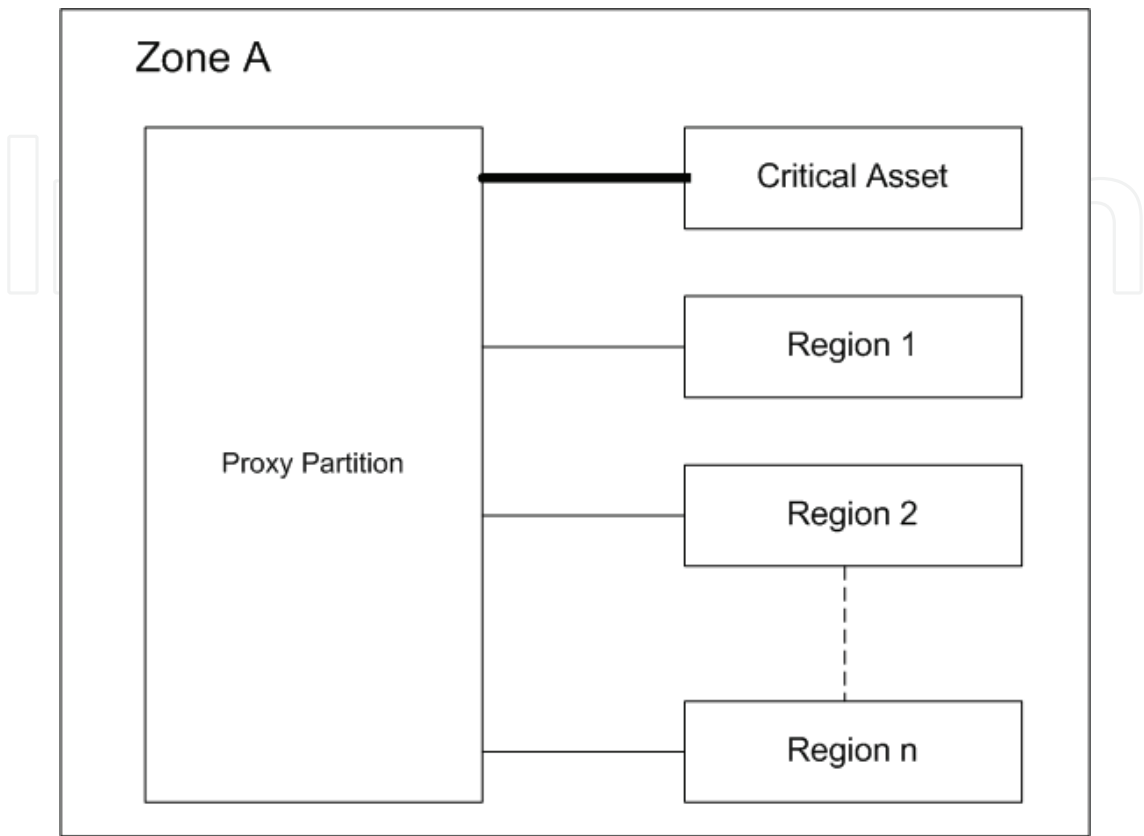 Zone A
Proxy Partition
Critical Asset
Region 1
Region 2
Region n